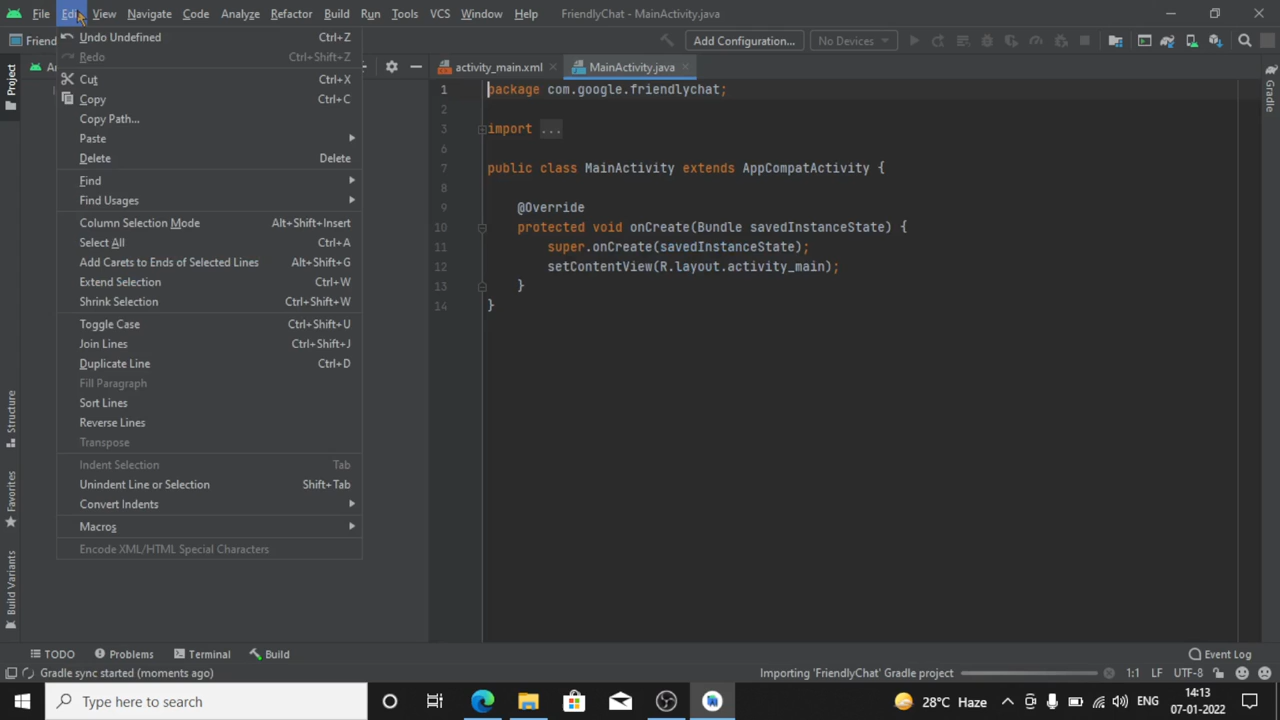 File Edit View Navigate Code Analyze Refactor Build Run Tools VCS Window Help FriendlyChat - MainActivity.java
Friend Add Configuration... No Devices
activity_main.xml MainActivity.java
Undo Undefined Ctrl+Z
Redo Ctrl+Shift+Z
Cut Ctrl+X
Copy Ctrl+C
Copy Path...
Paste
Delete Delete
Find
Find Usages
Column Selection Mode Alt+Shift+Insert
Select All Ctrl+A
Add Carets to Ends of Selected Lines Alt+Shift+G
Extend Selection Ctrl+W
Shrink Selection Ctrl+Shift+W
Toggle Case Ctrl+Shift+U
Join Lines Ctrl+Shift+J
Duplicate Line Ctrl+D
Fill Paragraph
Sort Lines
Reverse Lines
Transpose
Indent Selection Tab
Unindent Line or Selection Shift+Tab
Convert Indents
Macros
Encode XML/HTML Special Characters
1 package com.google.friendlychat;
2
3 import ...
6
7 public class MainActivity extends AppCompatActivity {
8
9 @Override
10 protected void onCreate(Bundle savedInstanceState) {
11 super.onCreate(savedInstanceState);
12 setContentView(R.layout.activity_main);
13 }
14 }
Project
Structure
Favorites
Build Variants
Gradle
TODO Problems Terminal Build Event Log
Gradle sync started (moments ago) Importing 'FriendlyChat' Gradle project 1:1 LF UTF-8
Type here to search 28°C Haze ENG 14:13
07-01-2022